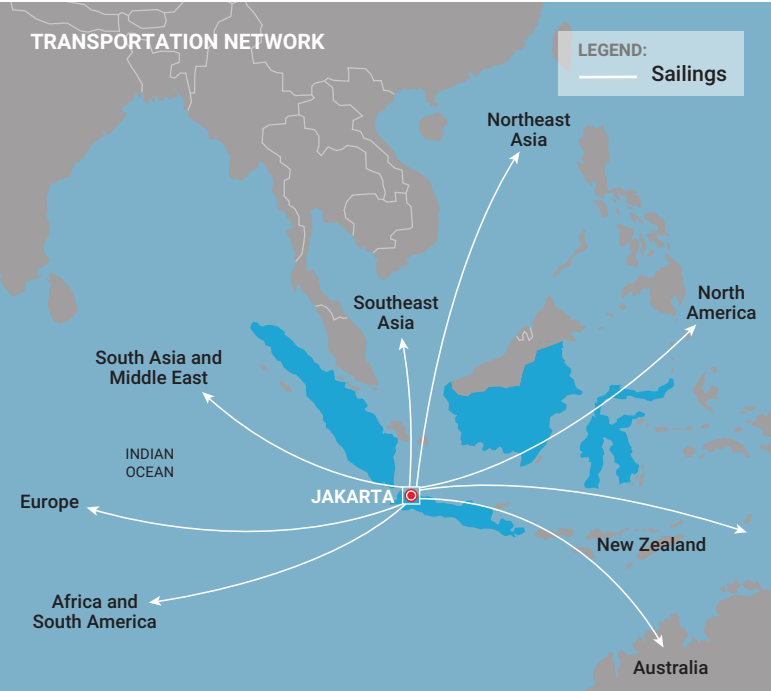 TRANSPORTATION NETWORK
LEGEND:
Sailings
Northeast
Asia
North
America
Southeast
Asia
South Asia and
Middle East
INDIAN
OCEAN
JAKARTA
Europe
New Zealand
Africa and
South America
Australia